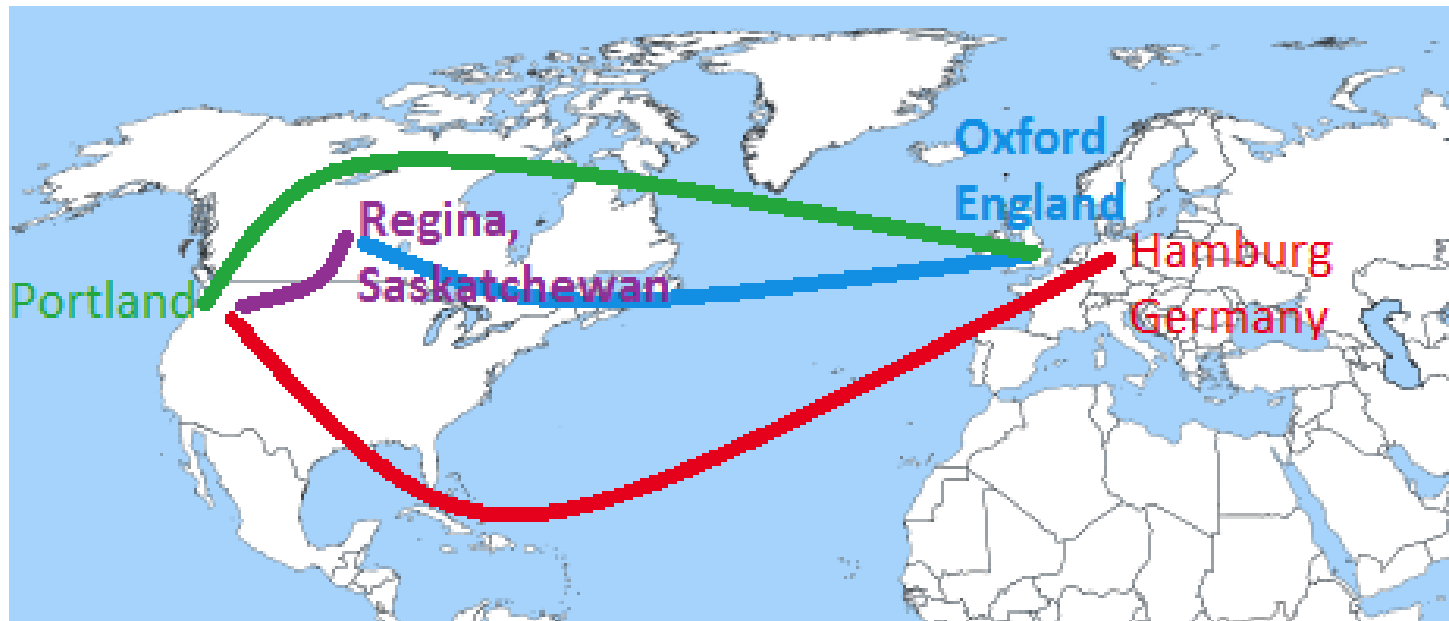 Oxford
England
Regina,
Saskatchewan
Hamburg
Germany
Portland